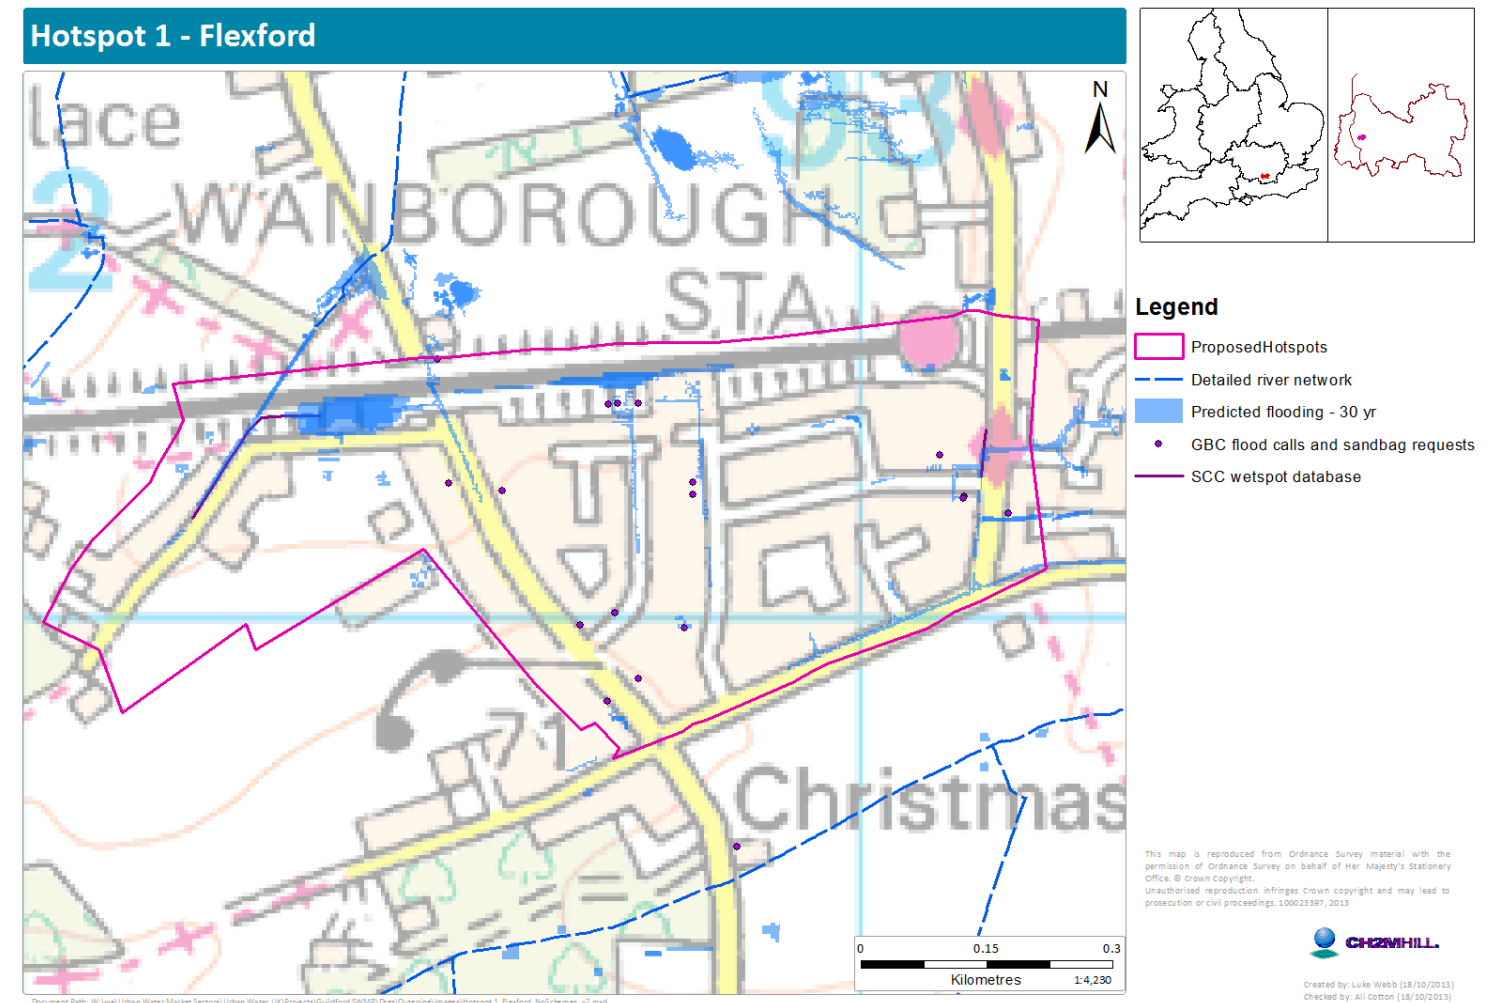 Hotspot 1 - Flexford
lace
93
N
2
WANBOROUGH
STA
71
Christmas
Legend
ProposedHotspots
Detailed river network
Predicted flooding - 30 yr
GBC flood calls and sandbag requests
SCC wetspot database
This map is reproduced from Ordnance Survey material with the
permission of Ordnance Survey on behalf of Her Majesty's Stationery
Office. © Crown Copyright.
Unauthorised reproduction infringes Crown copyright and may lead to
prosecution or civil proceedings. 100023397, 2013
CH2MHILL.
0 0.15 0.3
Kilometres 1:4,230
Created by: Luke Webb (18/10/2013)
Checked by: Ali Cotton (18/10/2013)